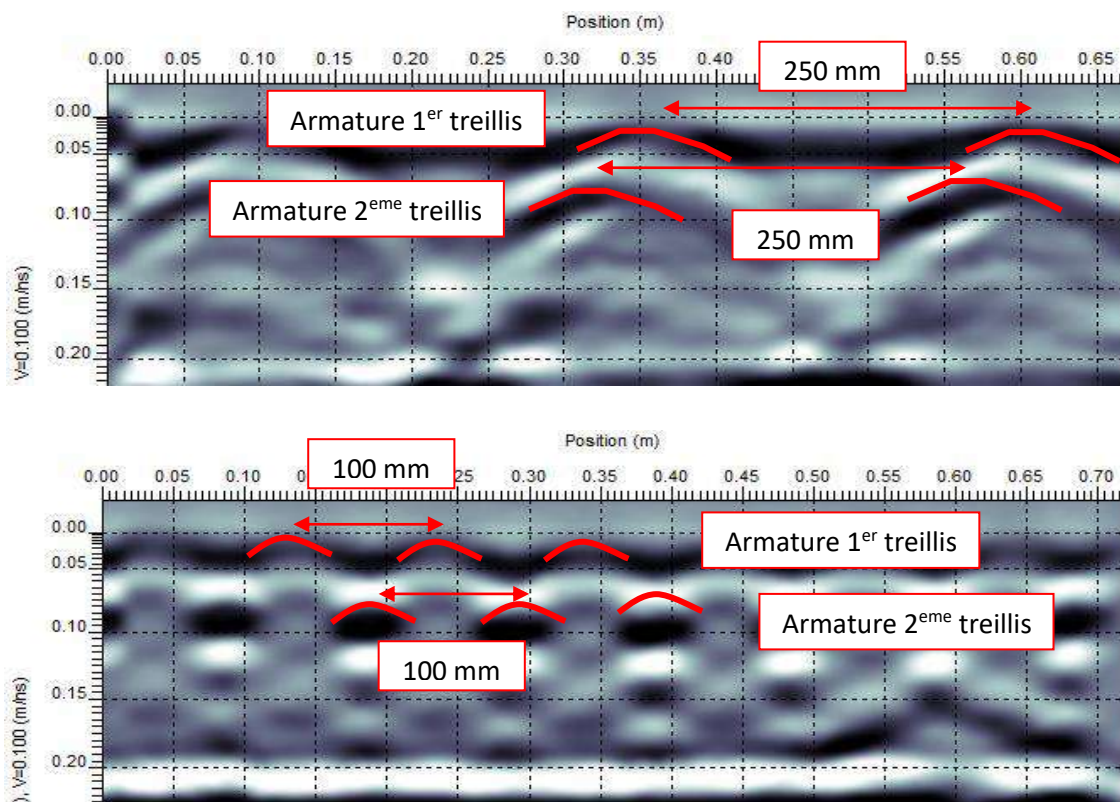 Position (m)
0.00 0.05 0.10 0.15 0.20 0.25 0.30 0.35 0.40 0.55 0.60 0.65
250 mm
0.00
Armature 1er treillis
0.05
Armature 2eme treillis
0.10
250 mm
0.15
0.20
V=0.100 (m/ns)
Position (m)
100 mm
0.00 0.05 0.10 0.25 0.30 0.35 0.40 0.45 0.50 0.55 0.60 0.65 0.70
0.00
Armature 1er treillis
0.05
0.10
Armature 2eme treillis
100 mm
0.15
0.20
), V=0.100 (m/ns)